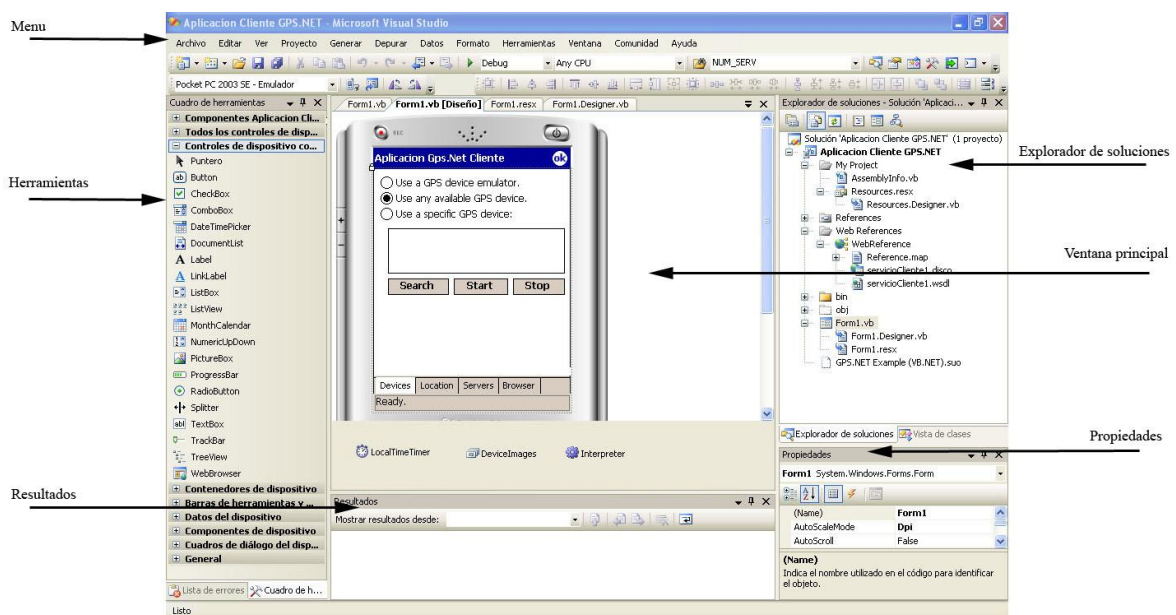 Menu
Herramientas
Resultados
Explorador de soluciones
Ventana principal
Propiedades
Aplicacion Cliente GPS.NET - Microsoft Visual Studio
Archivo Editar Ver Proyecto Generar Depurar Datos Formato Herramientas Ventana Comunidad Ayuda
Debug Any CPU NUM_SERV
Pocket PC 2003 SE - Emulador
Cuadro de herramientas
Componentes Aplicacion Cli...
Todos los controles de disp...
Controles de dispositivo co...
Puntero
Button
CheckBox
ComboBox
DateTimePicker
DocumentList
Label
LinkLabel
ListBox
ListView
MonthCalendar
NumericUpDown
PictureBox
ProgressBar
RadioButton
Splitter
TextBox
TrackBar
TreeView
WebBrowser
Contenedores de dispositivo
Barras de herramientas y ...
Datos del dispositivo
Componentes de dispositivo
Cuadros de diálogo del disp...
General
Lista de errores Cuadro de h...
Listo
Form1.vb Form1.vb [Diseño] Form1.resx Form1.Designer.vb
REC
Aplicacion Gps.Net Cliente ok
Use a GPS device emulator.
Use any available GPS device.
Use a specific GPS device:
Search Start Stop
Devices Location Servers Browser
Ready.
LocalTimeTimer DeviceImages Interpreter
Resultados
Mostrar resultados desde:
Explorador de soluciones - Solución 'Aplicaci...
Solución 'Aplicacion Cliente GPS.NET' (1 proyecto)
Aplicacion Cliente GPS.NET
My Project
AssemblyInfo.vb
Resources.resx
Resources.Designer.vb
References
Web References
WebReference
Reference.map
servicioCliente1.disco
servicioCliente1.wsdl
bin
obj
Form1.vb
Form1.Designer.vb
Form1.resx
GPS.NET Example (VB.NET).suo
Explorador de soluciones Vista de clases
Propiedades
Form1 System.Windows.Forms.Form
(Name) Form1
AutoScaleMode Dpi
AutoScroll False
(Name)
Indica el nombre utilizado en el código para identificar
el objeto.